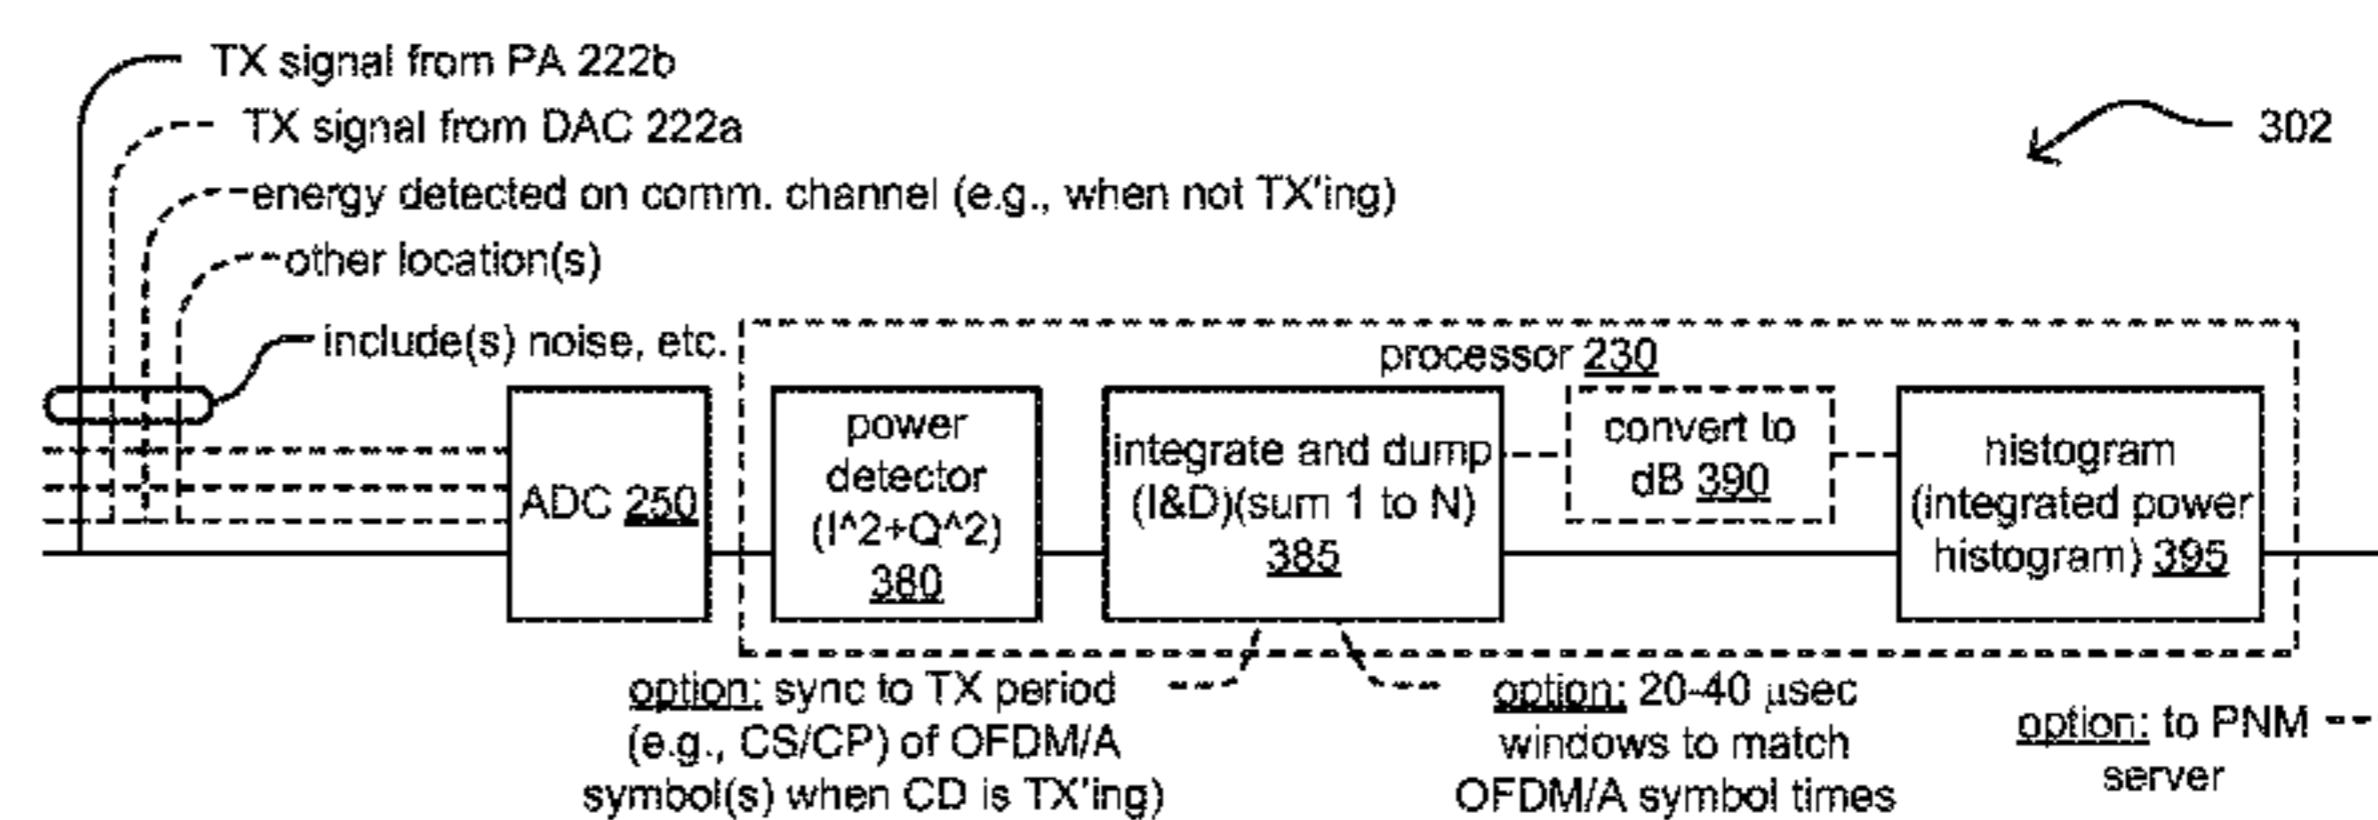 TX signal from PA 222b
TX signal from DAC 222a
302
energy detected on comm. channel (e.g., when not TX'ing)
other location(s)
include(s) noise, etc.
processor 230
ADC 250
power
detector
(I^2+Q^2)
380
integrate and dump
(I&D)(sum 1 to N)
385
convert to
dB 390
histogram
(integrated power
histogram) 395
option: sync to TX period
(e.g., CS/CP) of OFDM/A
symbol(s) when CD is TX'ing)
option: 20-40 µsec
windows to match
OFDM/A symbol times
option: to PNM
server